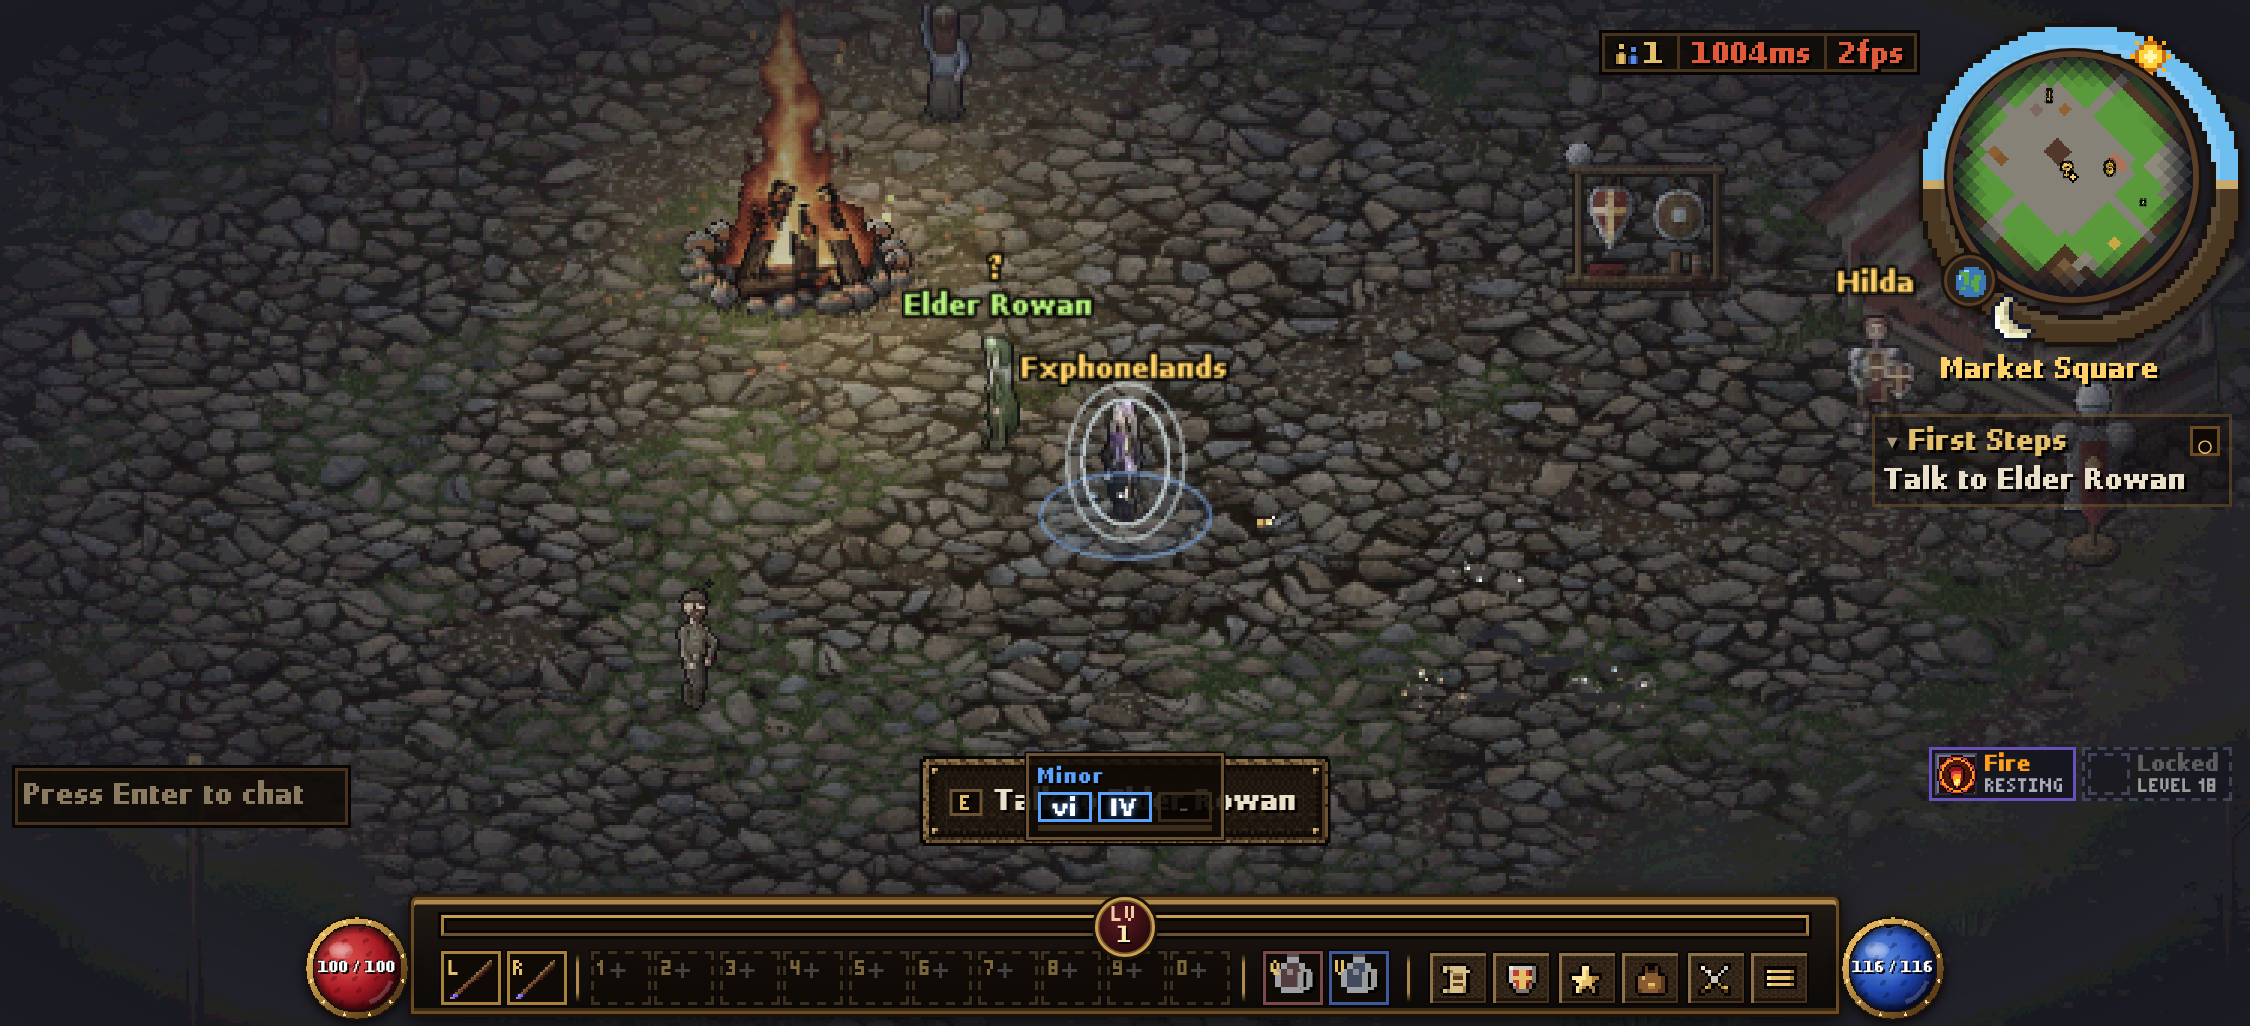 1 1004ms 2fps
?
Elder Rowan
Hilda
Fxphonelands
Market Square
First Steps
Talk to Elder Rowan
Fire
RESTING
Locked
LEVEL 18
Minor
vi IV -
E Ta Rowan
Press Enter to chat
LV
1
100 / 100
L R 1+ 2+ 3+ 4+ 5+ 6+ 7+ 8+ 9+ 0+ Q U
116 / 116